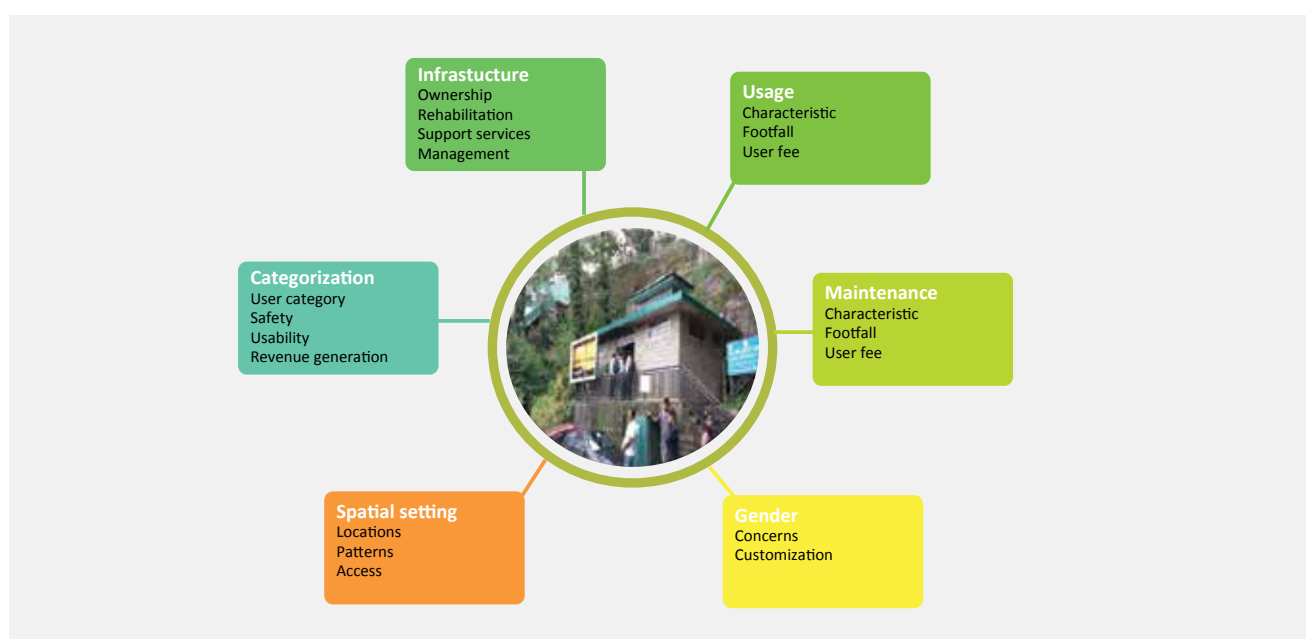 Infrastucture
Ownership
Rehabilitation
Support services
Management
Usage
Characteristic
Footfall
User fee
Categorization
User category
Safety
Usability
Revenue generation
Maintenance
Characteristic
Footfall
User fee
Spatial setting
Locations
Patterns
Access
Gender
Concerns
Customization